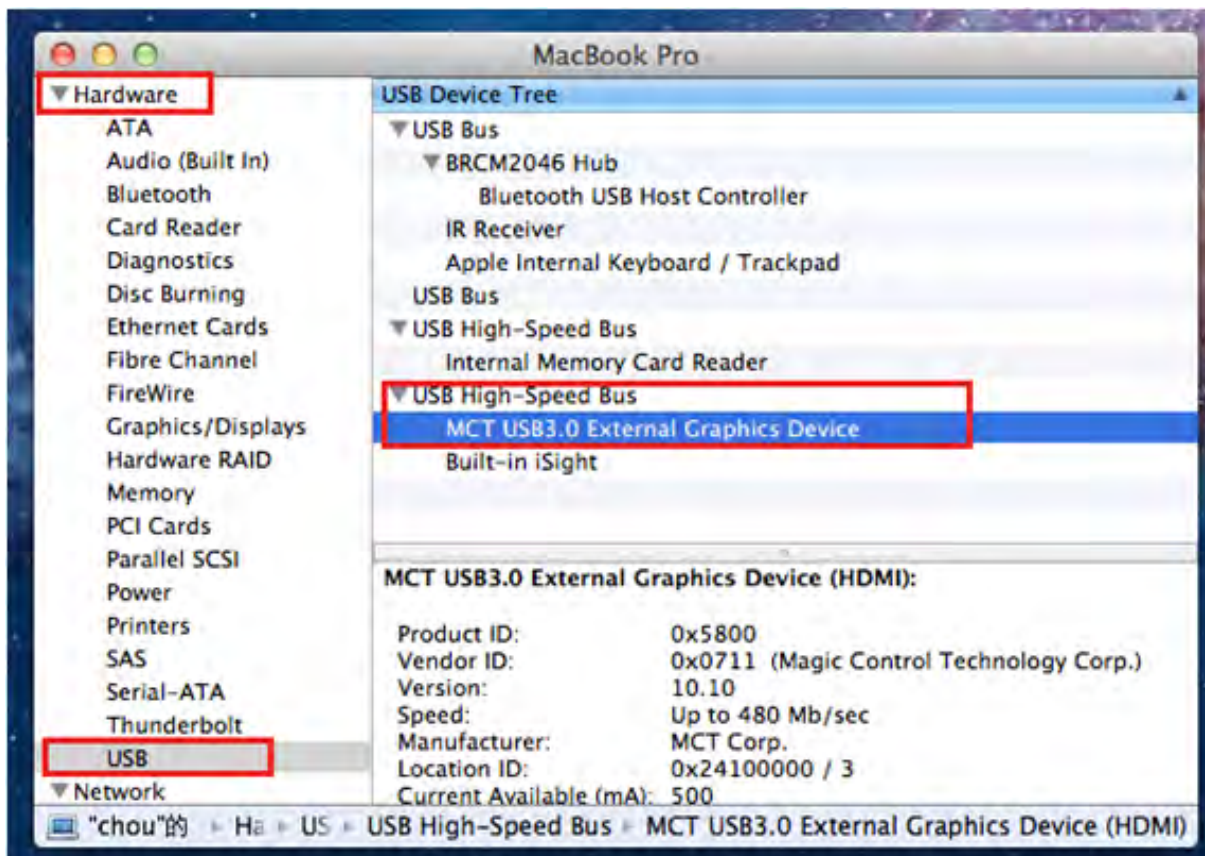 MacBook Pro
Hardware
ATA
Audio (Built In)
Bluetooth
Card Reader
Diagnostics
Disc Burning
Ethernet Cards
Fibre Channel
FireWire
Graphics/Displays
Hardware RAID
Memory
PCI Cards
Parallel SCSI
Power
Printers
SAS
Serial-ATA
Thunderbolt
USB
Network
USB Device Tree
USB Bus
BRCM2046 Hub
Bluetooth USB Host Controller
IR Receiver
Apple Internal Keyboard / Trackpad
USB Bus
USB High-Speed Bus
Internal Memory Card Reader
USB High-Speed Bus
MCT USB3.0 External Graphics Device
Built-in iSight
MCT USB3.0 External Graphics Device (HDMI):
Product ID: 0x5800
Vendor ID: 0x0711 (Magic Control Technology Corp.)
Version: 10.10
Speed: Up to 480 Mb/sec
Manufacturer: MCT Corp.
Location ID: 0x24100000 / 3
Current Available (mA): 500
"chou"的 ▸ Ha ▸ US ▸ USB High-Speed Bus ▸ MCT USB3.0 External Graphics Device (HDMI)